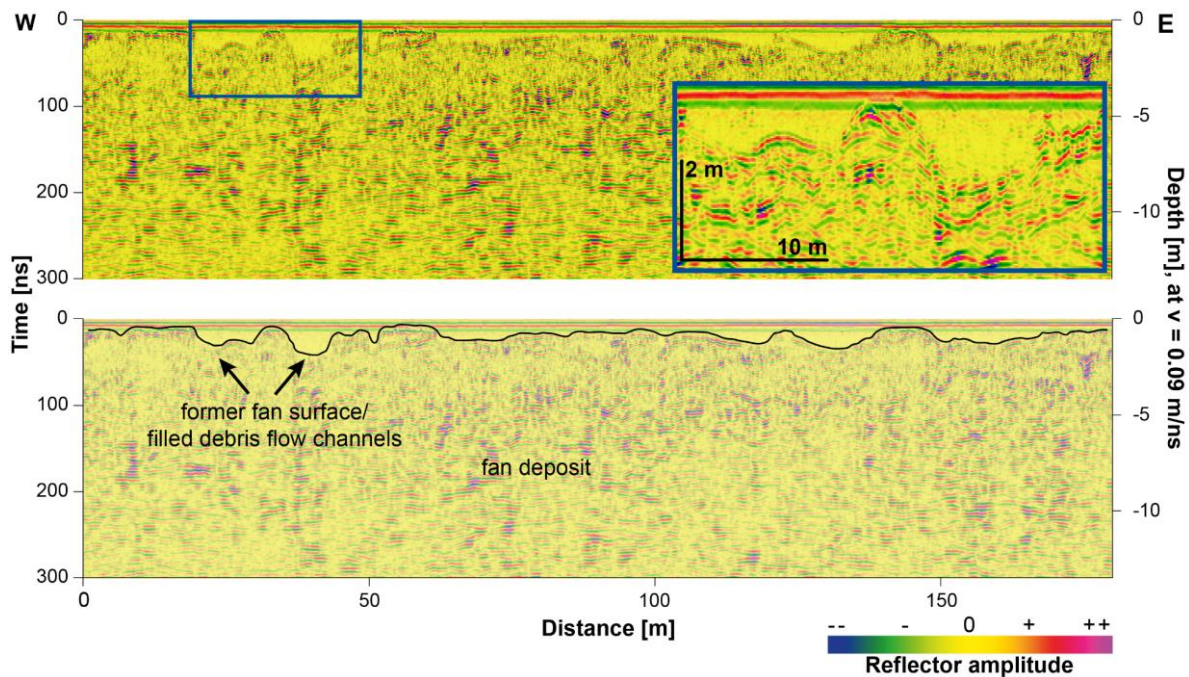 W
E
0
100
200
300
0
-5
-10
2 m
10 m
0
100
200
300
0
-5
-10
Time [ns]
Depth [m], at v = 0.09 m/ns
former fan surface/
filled debris flow channels
fan deposit
0
50
100
150
Distance [m]
-- - 0 + ++
Reflector amplitude